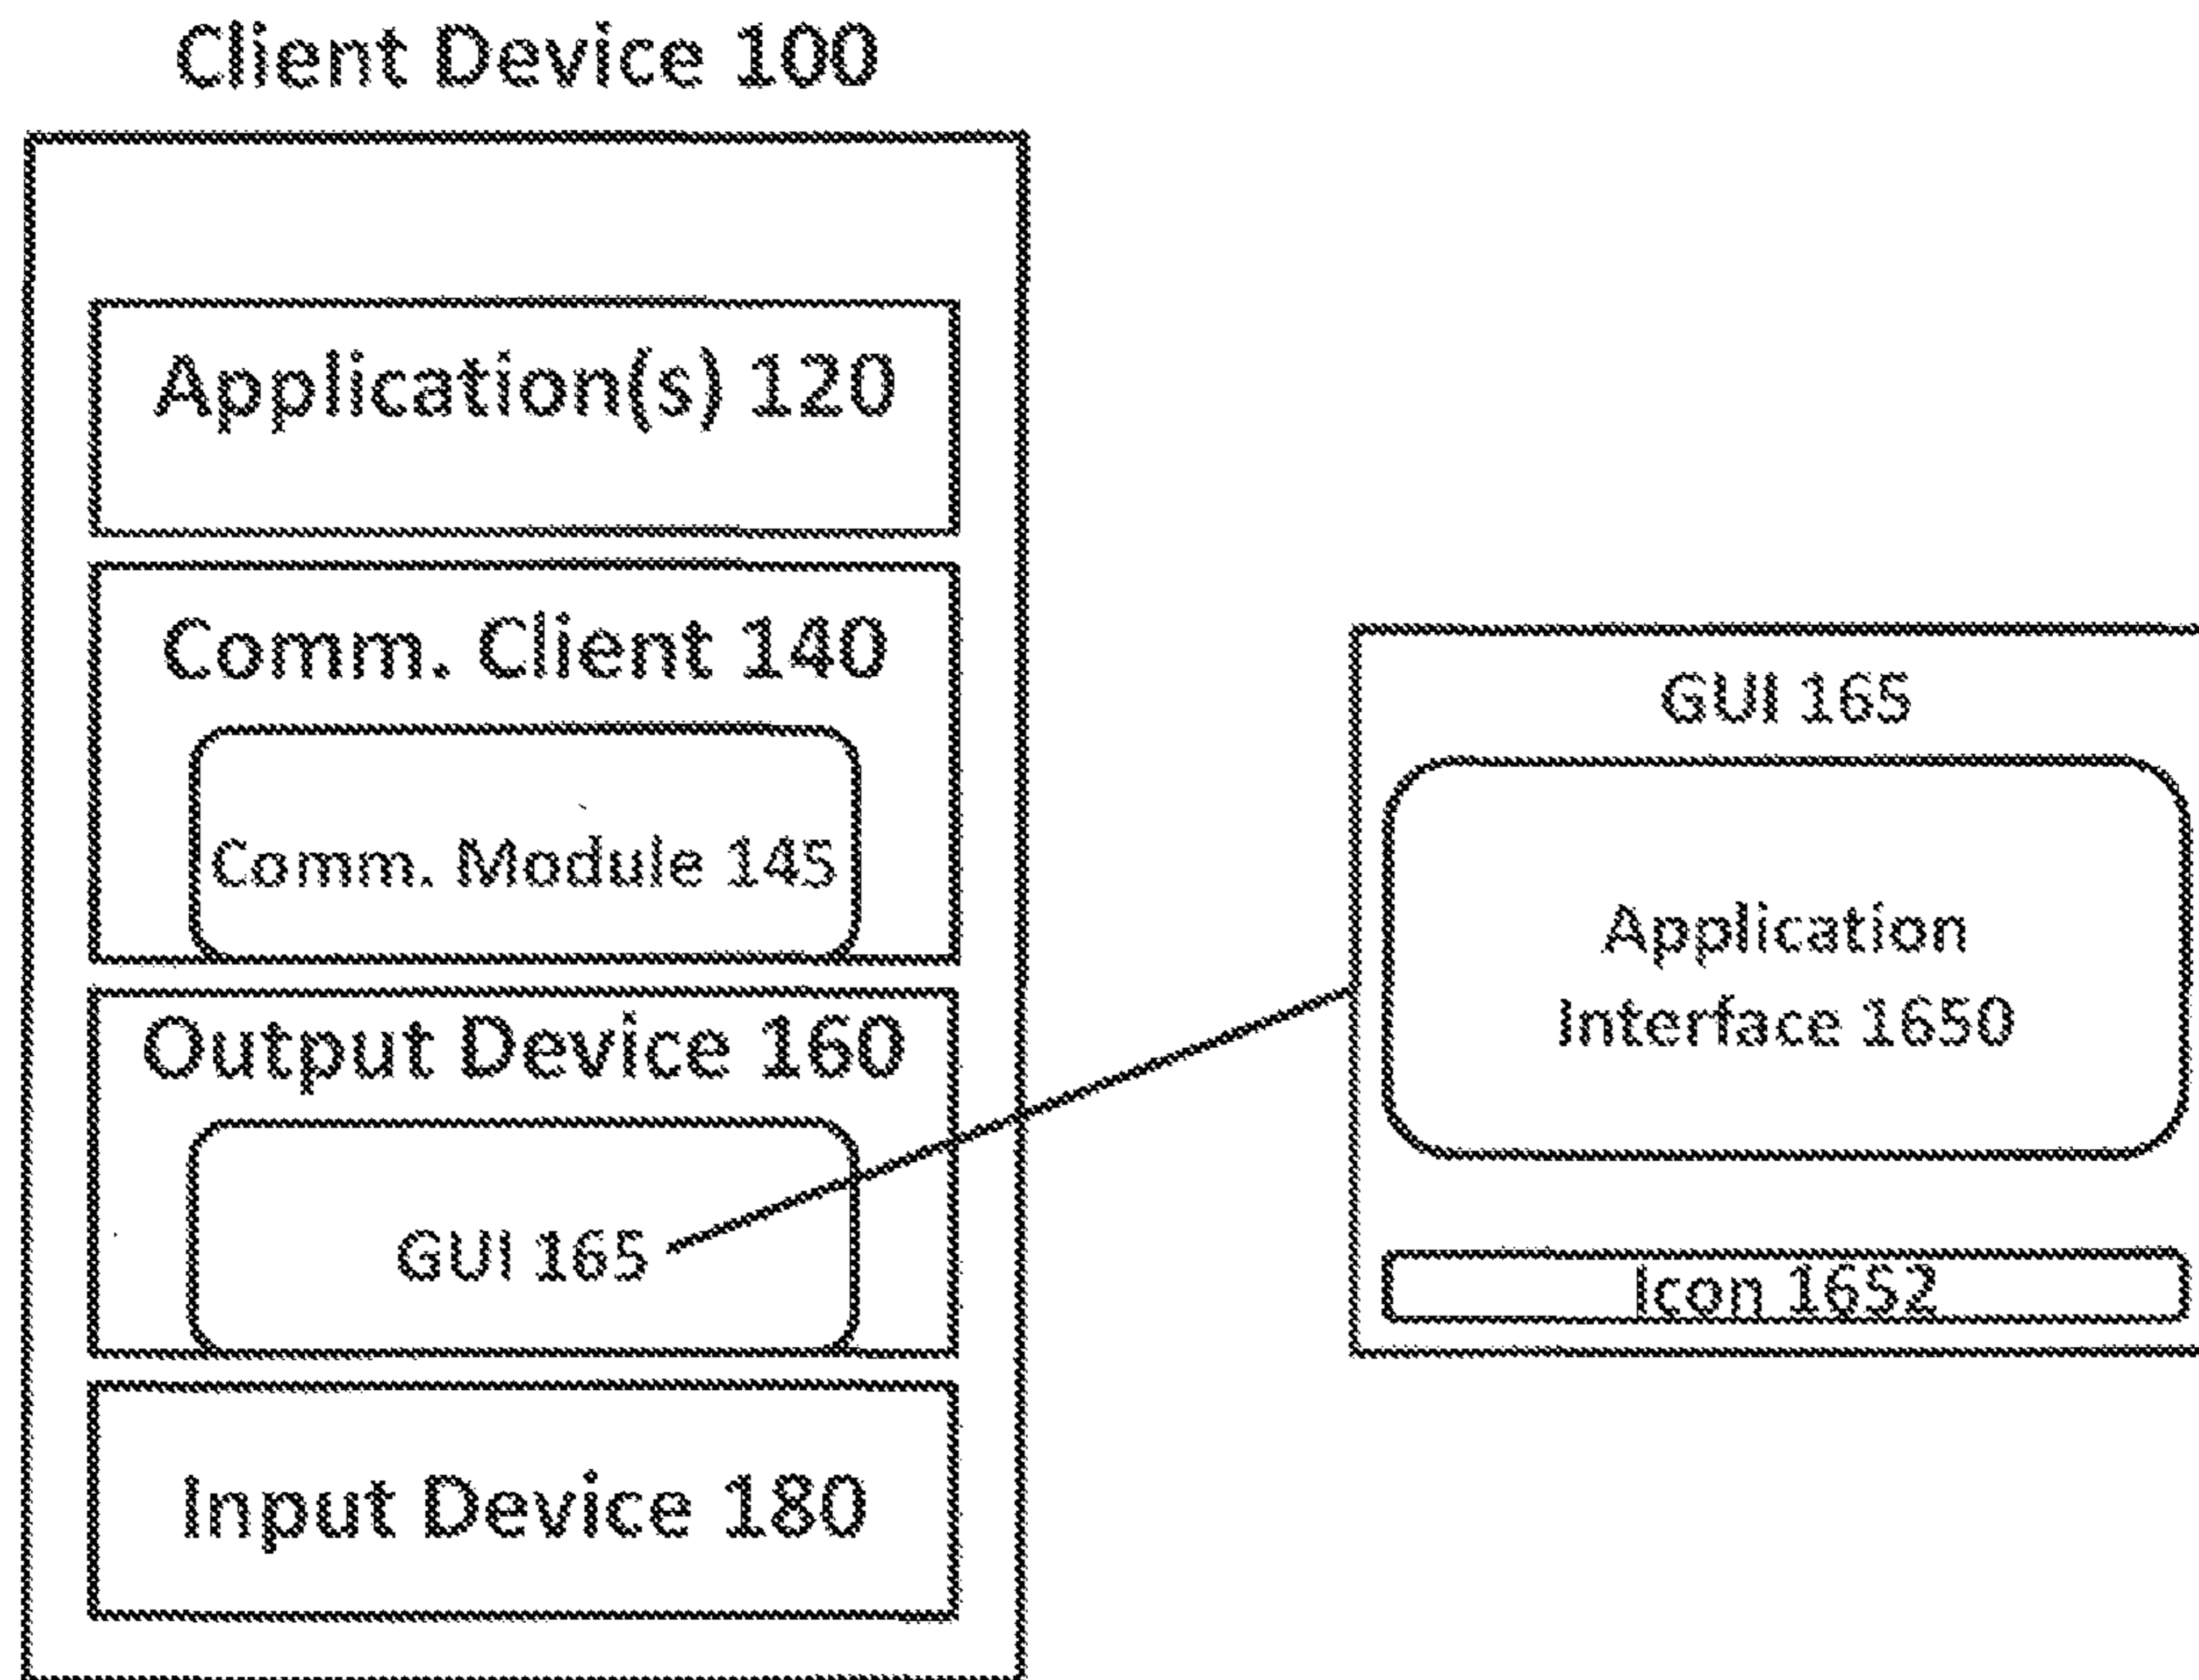 Client Device 100
Application(s) 120
Comm. Client 140
Comm. Module 145
Output Device 160
GUI 165
Input Device 180
GUI 165
Application
Interface 1650
Icon 1652